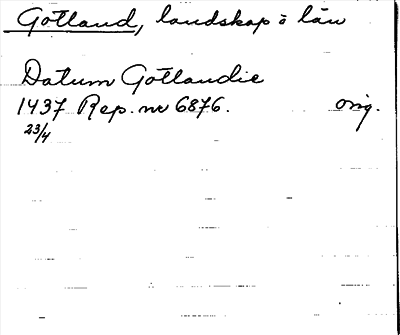 Gotland, landskap o län
Datum Gotlandie
1437 Rep. nr 6876. orig.
23/4